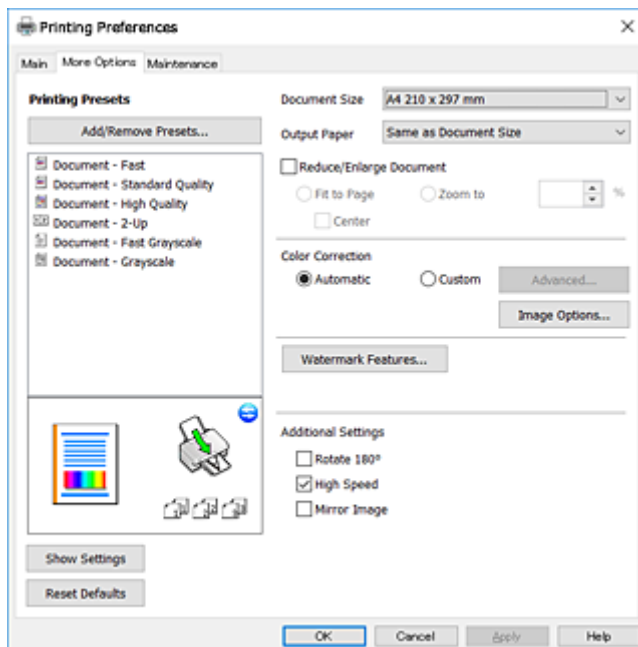 Printing Preferences
Main
More Options
Maintenance
Printing Presets
Add/Remove Presets...
Document - Fast
Document - Standard Quality
Document - High Quality
Document - 2-Up
Document - Fast Grayscale
Document - Grayscale
Show Settings
Reset Defaults
Document Size
A4 210 x 297 mm
Output Paper
Same as Document Size
Reduce/Enlarge Document
Fit to Page
Zoom to
%
Center
Color Correction
Automatic
Custom
Advanced...
Image Options...
Watermark Features...
Additional Settings
Rotate 180°
High Speed
Mirror Image
OK
Cancel
Apply
Help